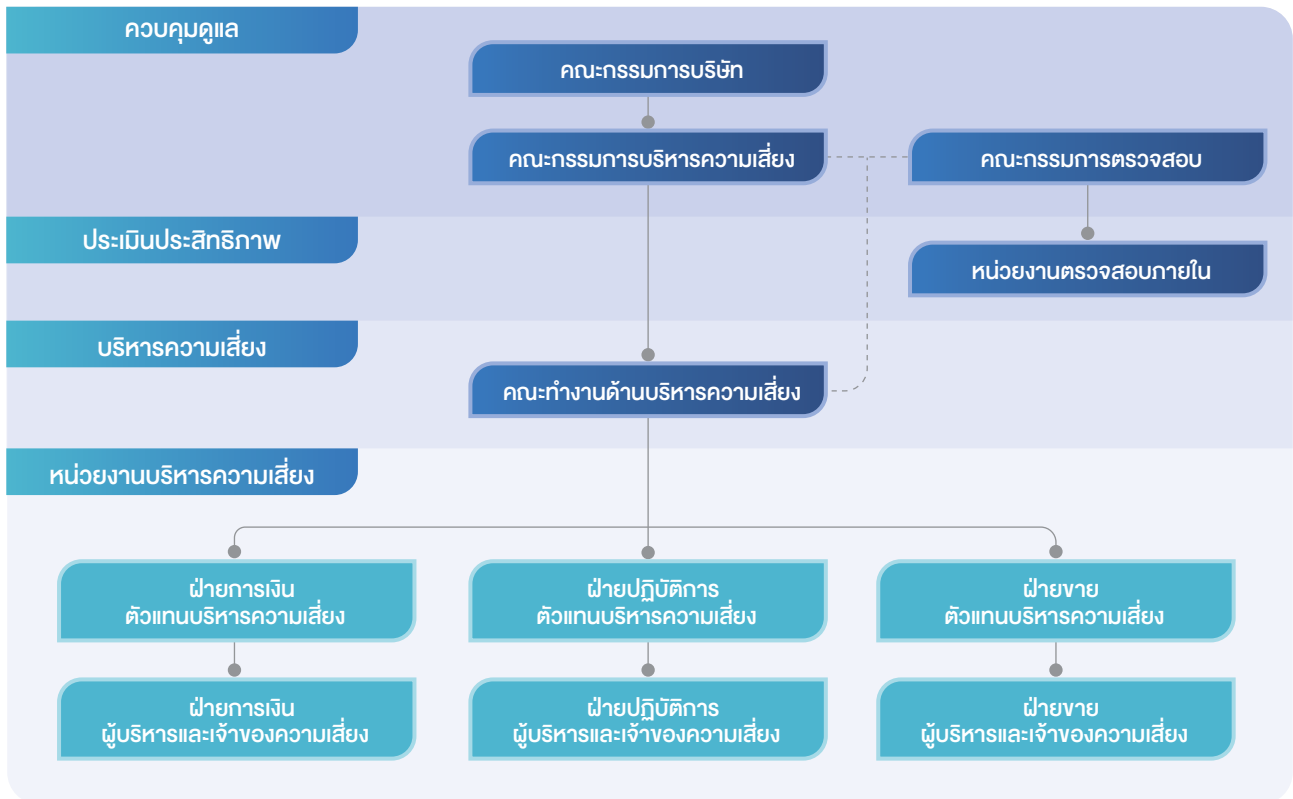 ควบคุมดูแล
คณะกรรมการบริษัท
คณะกรรมการบริหารความเสี่ยง
คณะกรรมการตรวจสอบ
ประเมินประสิทธิภาพ
หน่วยงานตรวจสอบภายใน
บริหารความเสี่ยง
คณะทำงานด้านบริหารความเสี่ยง
หน่วยงานบริหารความเสี่ยง
ฝ่ายการเงิน
ตัวแทนบริหารความเสี่ยง
ฝ่ายปฏิบัติการ
ตัวแทนบริหารความเสี่ยง
ฝ่ายขาย
ตัวแทนบริหารความเสี่ยง
ฝ่ายการเงิน
ผู้บริหารและเจ้าของความเสี่ยง
ฝ่ายปฏิบัติการ
ผู้บริหารและเจ้าของความเสี่ยง
ฝ่ายขาย
ผู้บริหารและเจ้าของความเสี่ยง